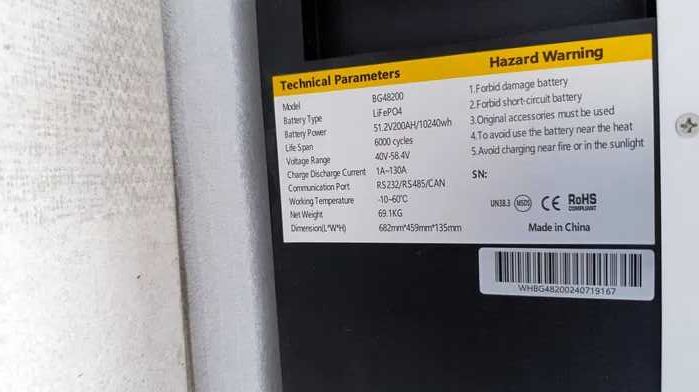 Technical Parameters
Model BG48200
Battery Type LiFePO4
Battery Power 51.2V200AH/10240wh
Life Span 6000 cycles
Voltage Range 40V-58.4V
Charge Discharge Current 1A-130A
Communication Port RS232/RS485/CAN
Working Temperature -10-60℃
Net Weight 69.1KG
Dimension(L*W*H) 682mm*459mm*135mm
Hazard Warning
1.Forbid damage battery
2.Forbid short-circuit battery
3.Original accessories must be used
4.To avoid use the battery near the heat
5.Avoid charging near fire or in the sunlight
SN:
UN38.3 MSDS CE RoHS
COMPLIANT
Made in China
WHBG48200240719167